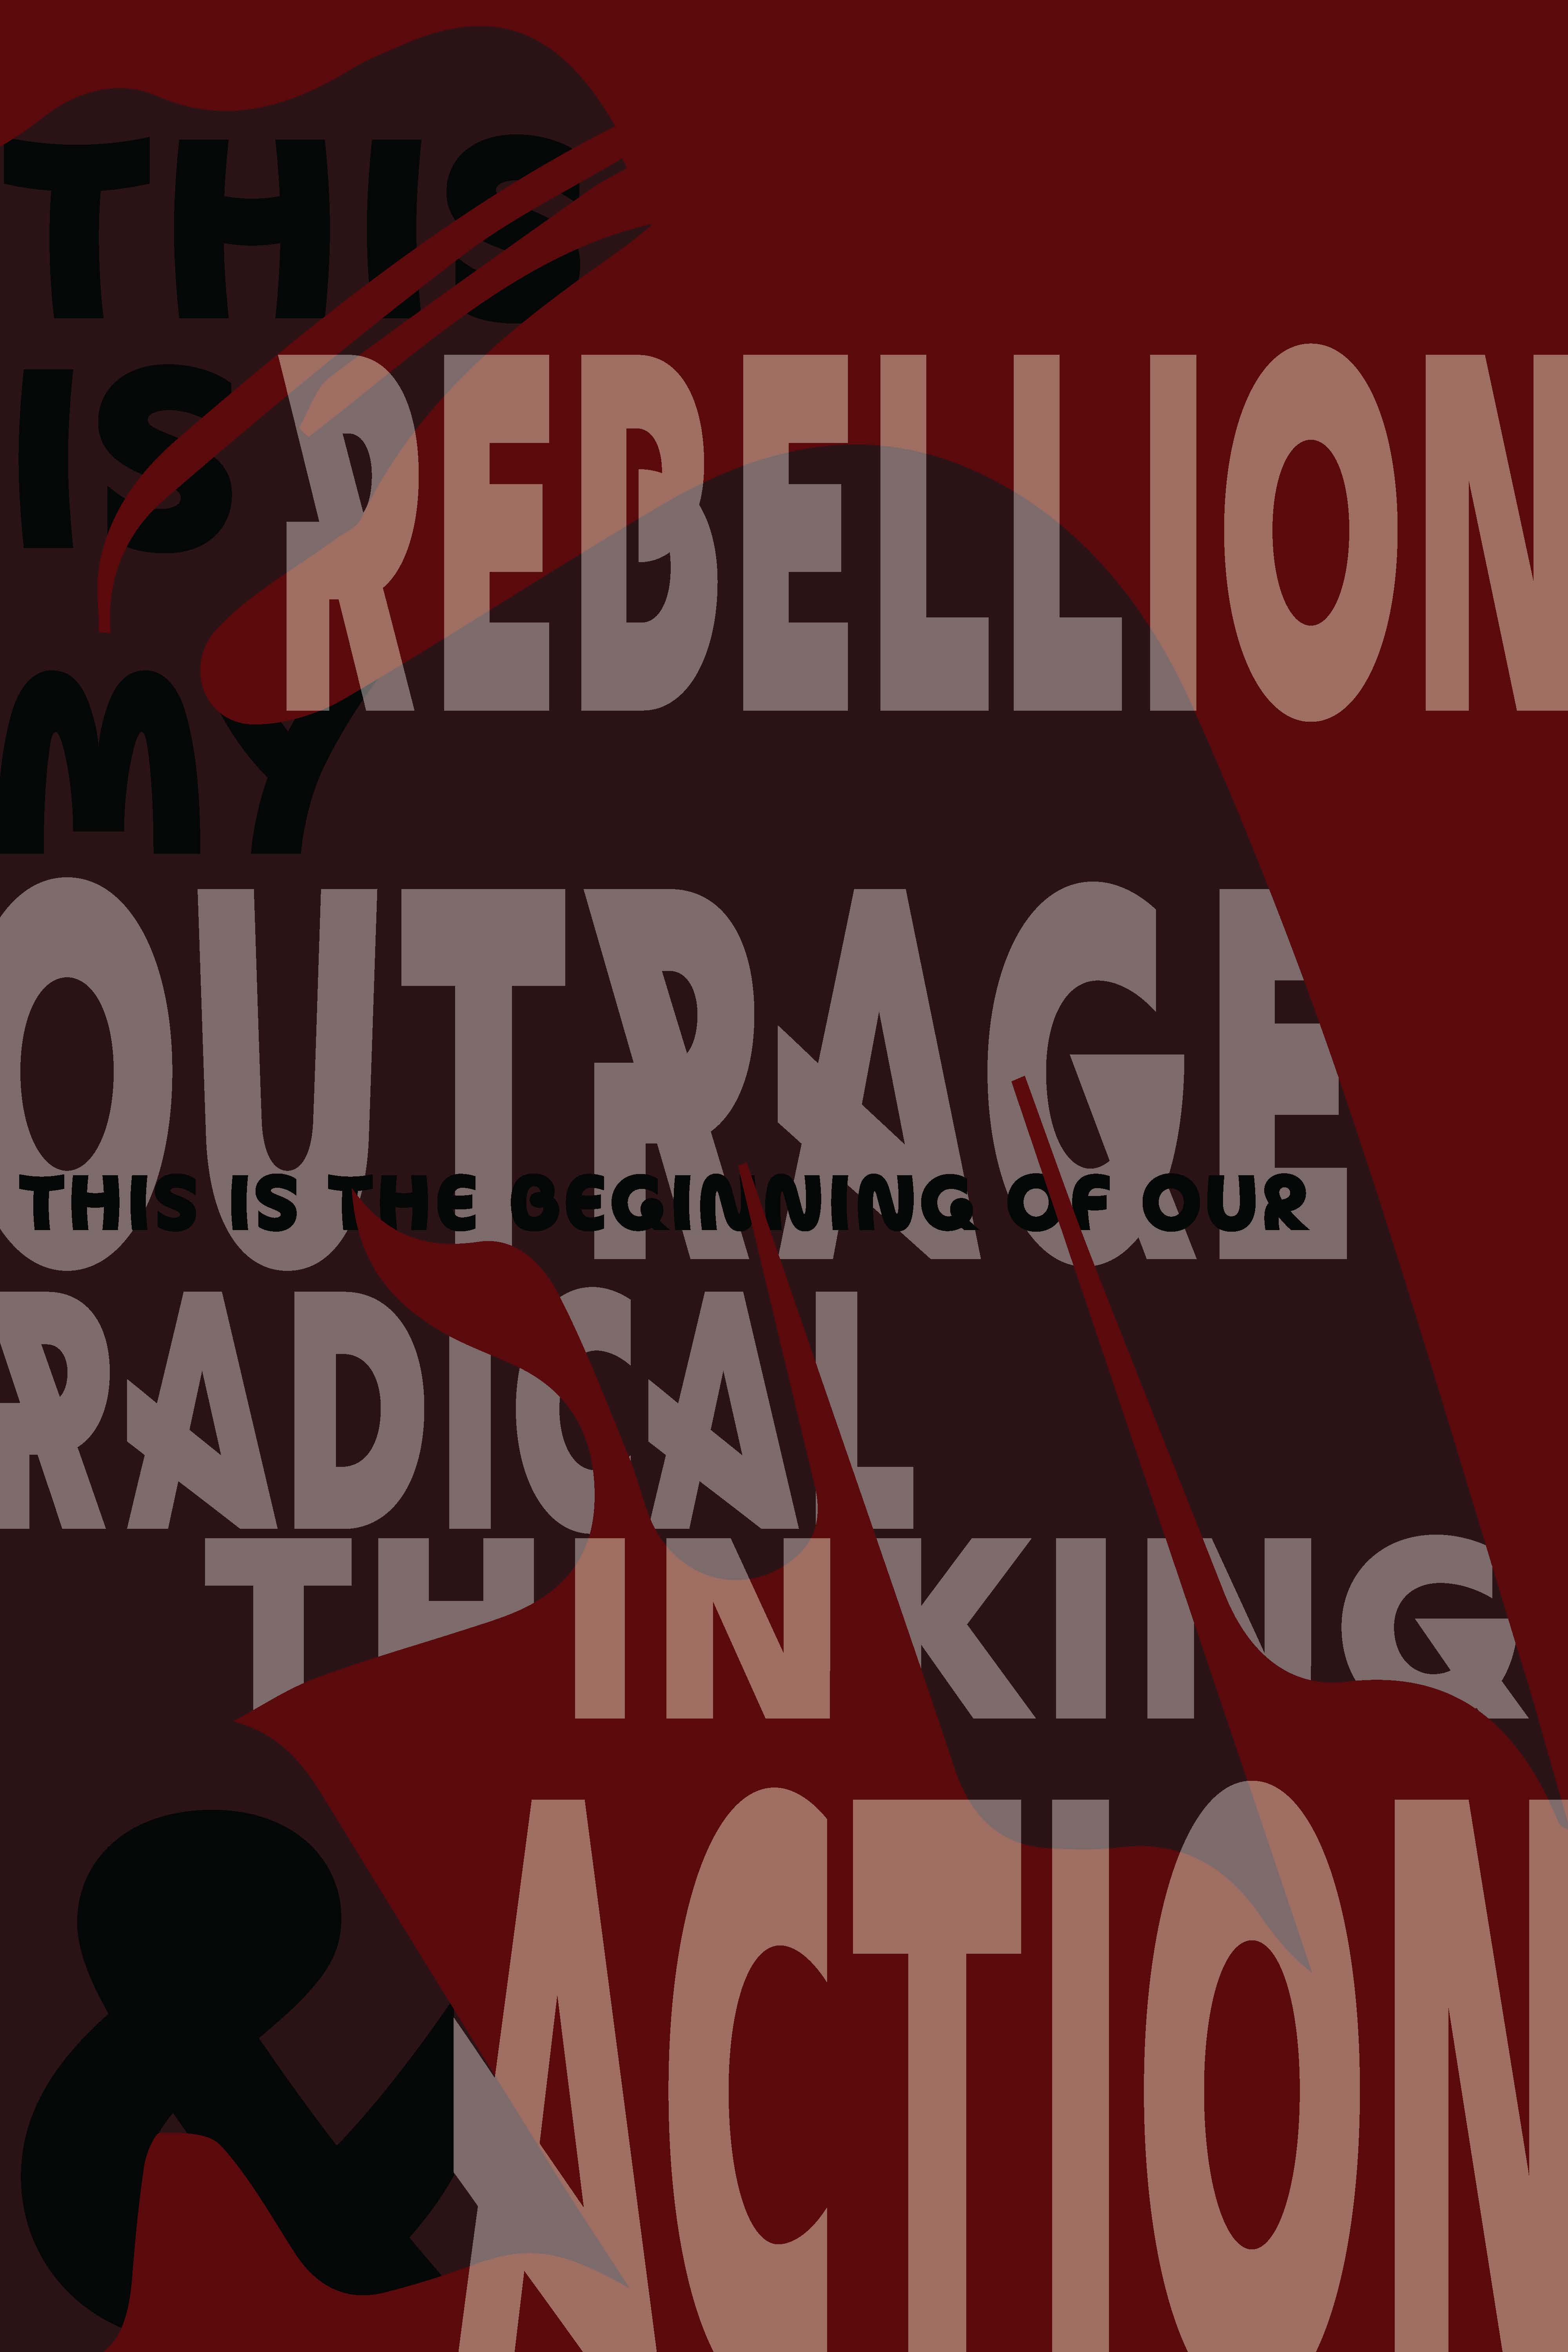 THIS
IS
REBELLION
MY
OUTRAGE
THIS IS THE BEGINNING OF OUR
RADICAL
THINKING
& ACTION